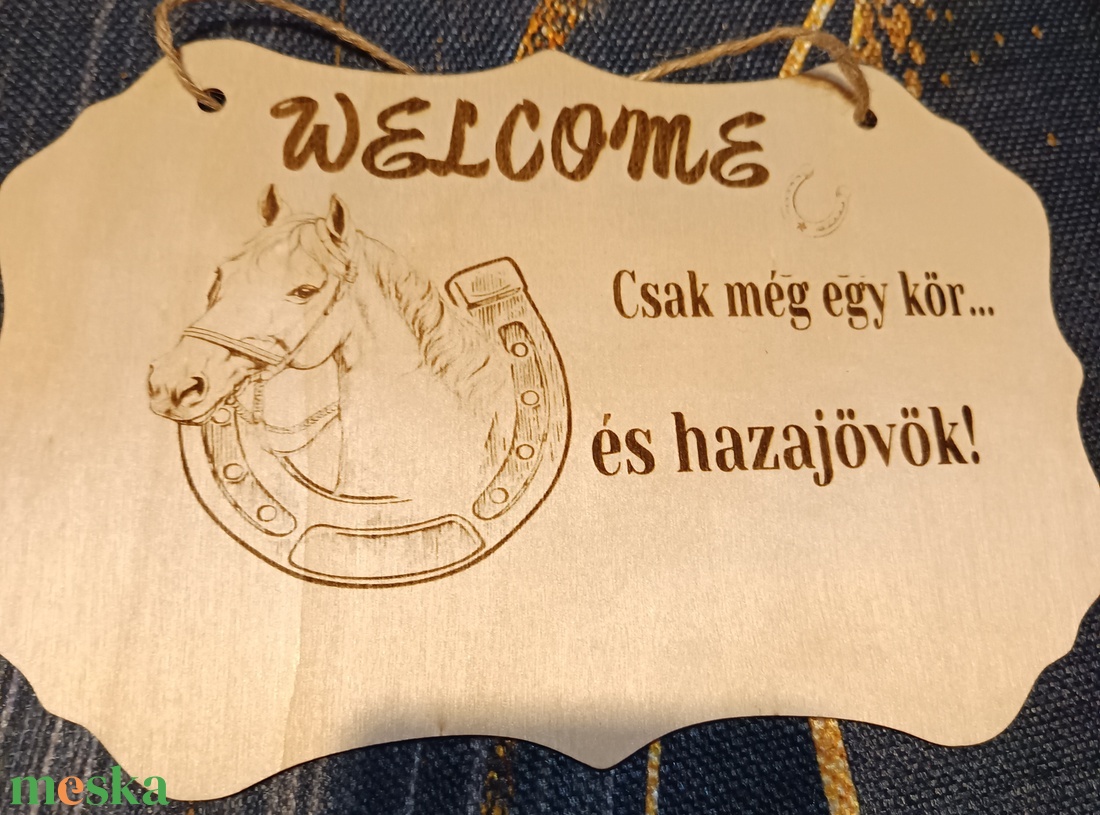 WELCOME
Csak még egy kör...
és hazajövök!
meska